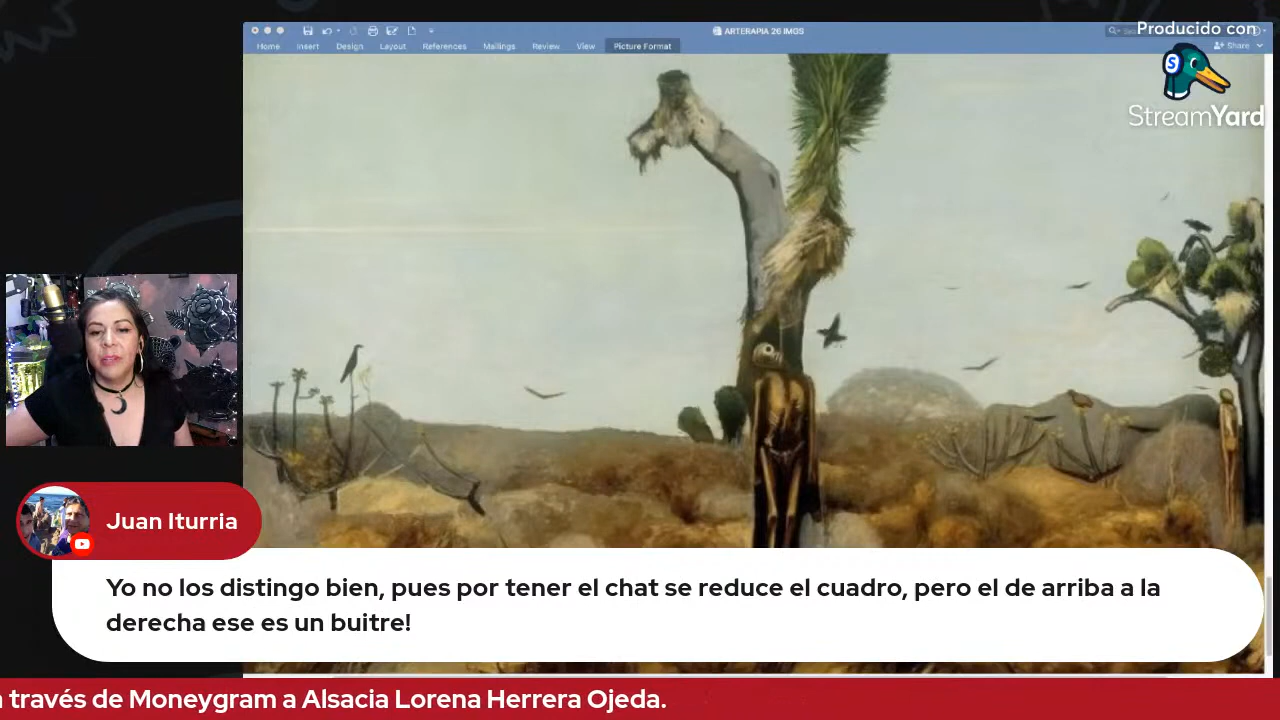 ARTERAPIA 26 IMGS
Producido con
Home Insert Design Layout References Mailings Review View Picture Format
Share
StreamYard
Juan Iturria
Yo no los distingo bien, pues por tener el chat se reduce el cuadro, pero el de arriba a la
derecha ese es un buitre!
través de Moneygram a Alsacia Lorena Herrera Ojeda.